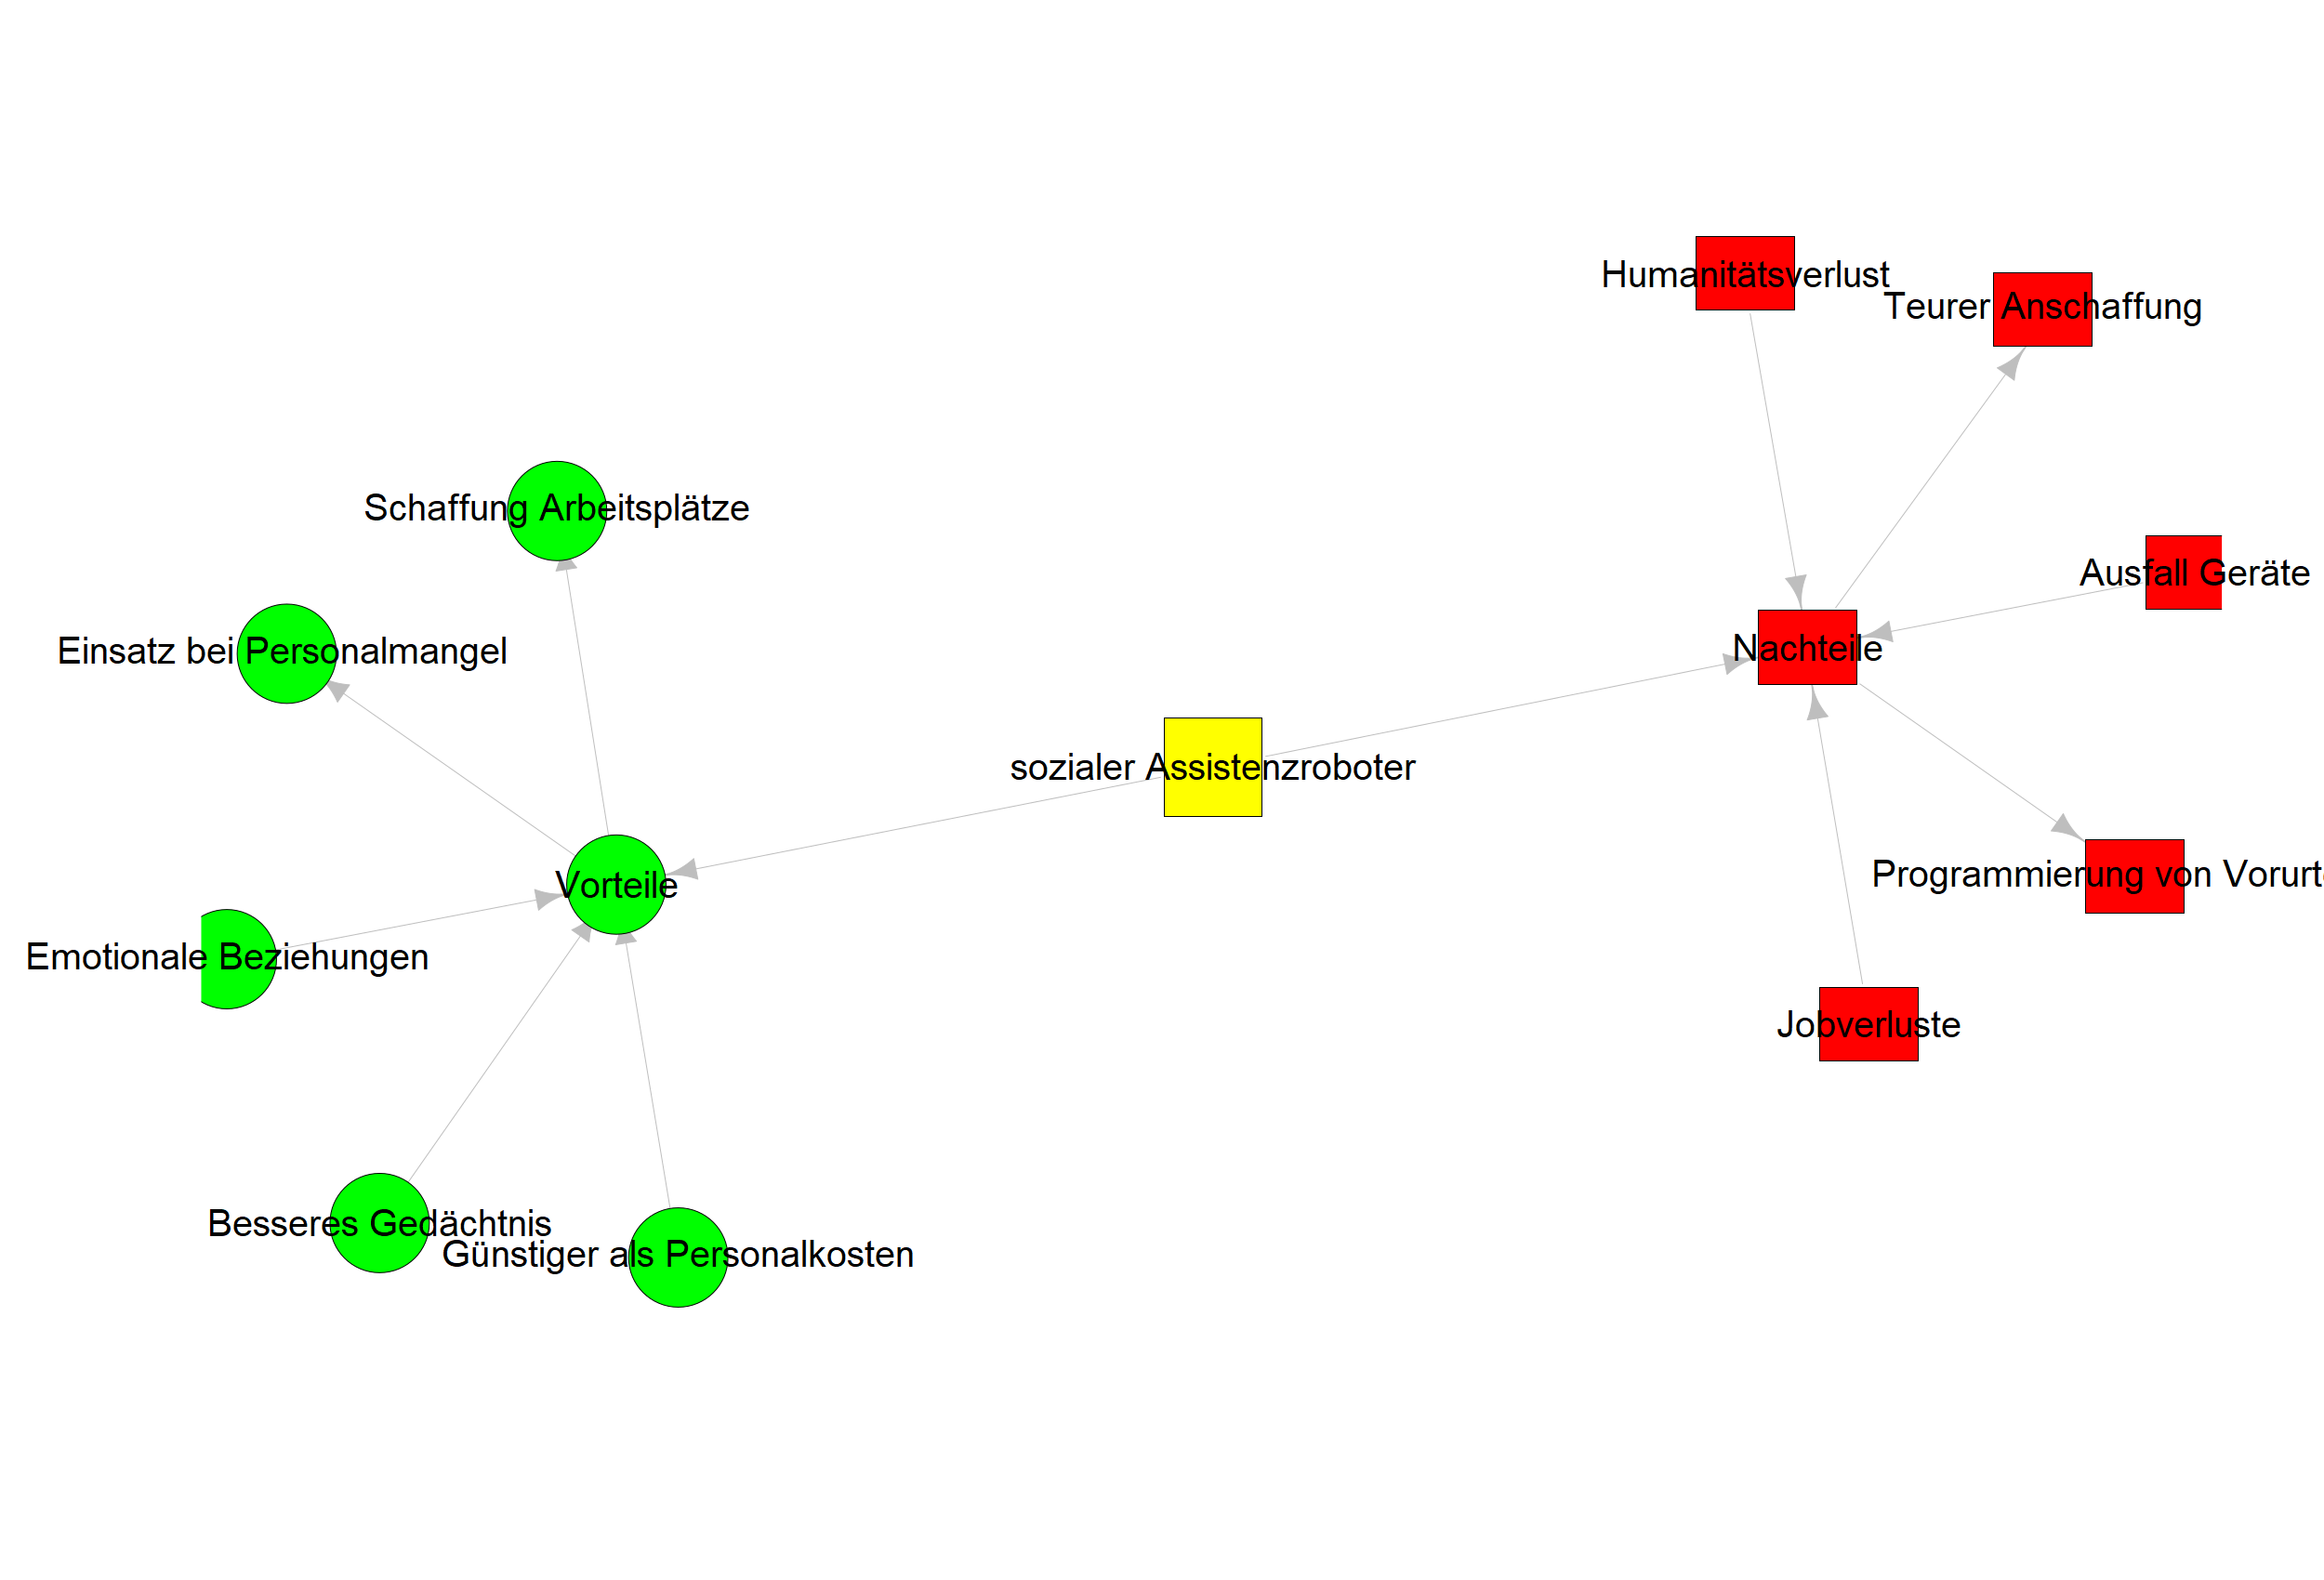 Humanitätsverlust
Teurer Anschaffung
Schaffung Arbeitsplätze
Ausfall Geräte
Einsatz bei Personalmangel
Nachteile
sozialer Assistenzroboter
Programmierung von
Vorteile
Emotionale Beziehungen
Jobverluste
Besseres Gedächtnis
Günstiger als Personalkosten